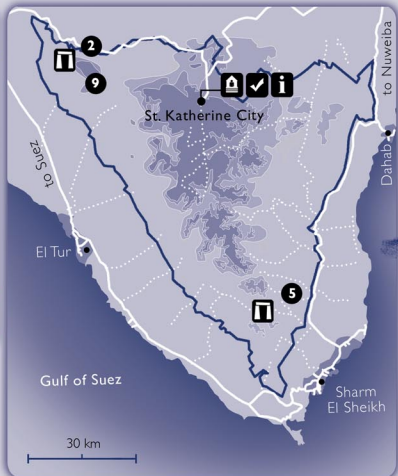 2
9
to Nuweiba
i
St. Katherine City
to Suez
Dahab
El Tur
5
Gulf of Suez
Sharm
El Sheikh
30 km